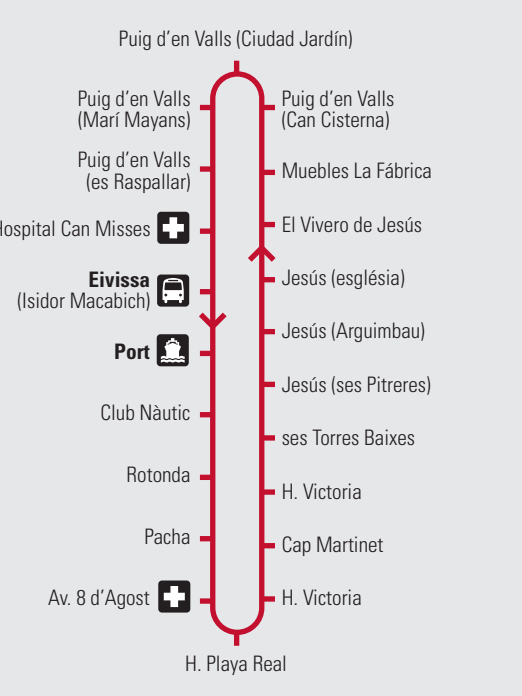 Puig d'en Valls (Ciudad Jardín)
Puig d'en Valls
(Marí Mayans)
Puig d'en Valls
(es Raspallar)
Hospital Can Misses
Eivissa
(Isidor Macabich)
Port
Club Nàutic
Rotonda
Pacha
Av. 8 d'Agost
Puig d'en Valls
(Can Cisterna)
Muebles La Fábrica
El Vivero de Jesús
Jesús (església)
Jesús (Arguimbau)
Jesús (ses Pitreres)
ses Torres Baixes
H. Victoria
Cap Martinet
H. Victoria
H. Playa Real